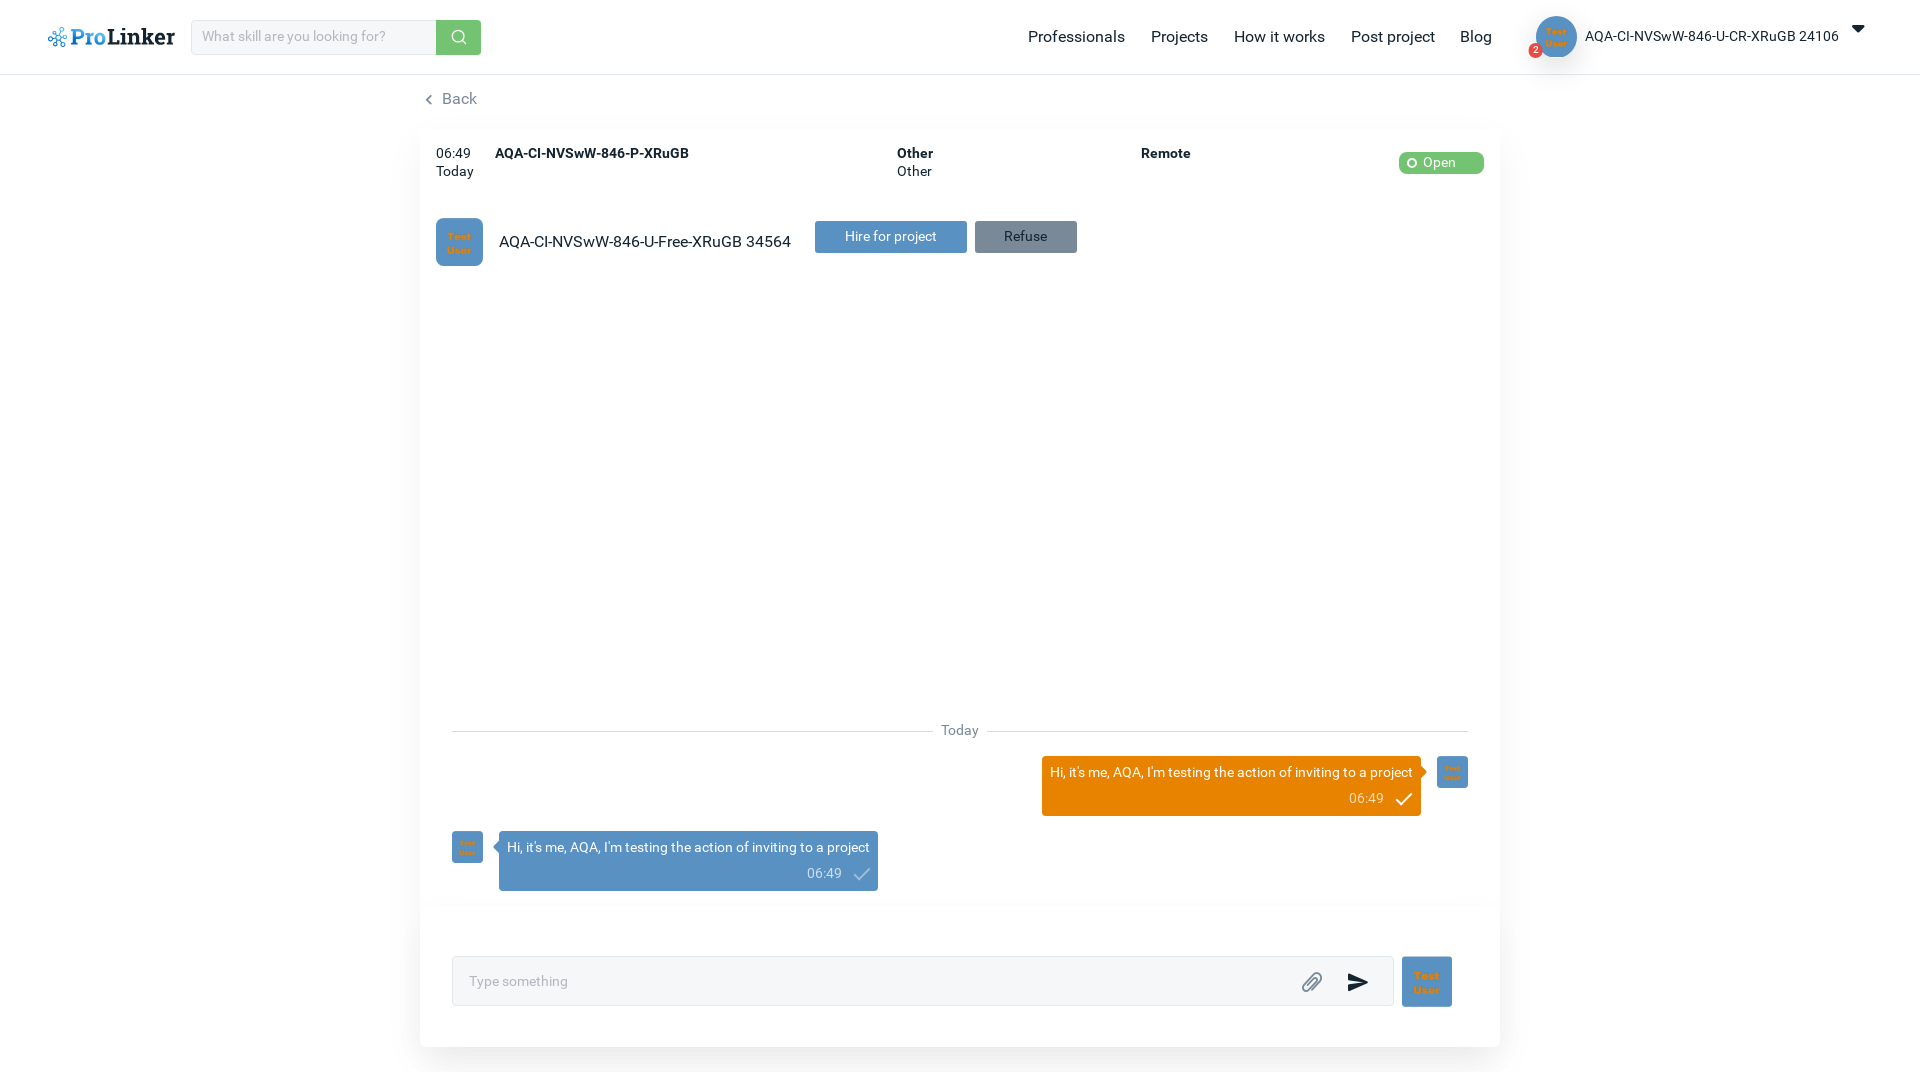 ProLinker
What skill are you looking for?
Professionals
Projects
How it works
Post project
Blog
Test
User
2
AQA-CI-NVSwW-846-U-CR-XRuGB 24106
Back
06:49
Today
AQA-CI-NVSwW-846-P-XRuGB
Other
Other
Remote
Open
Test
User
AQA-CI-NVSwW-846-U-Free-XRuGB 34564
Hire for project
Refuse
Today
Hi, it's me, AQA, I'm testing the action of inviting to a project
06:49
Test
User
Test
User
Hi, it's me, AQA, I'm testing the action of inviting to a project
06:49
Type something
Test
User